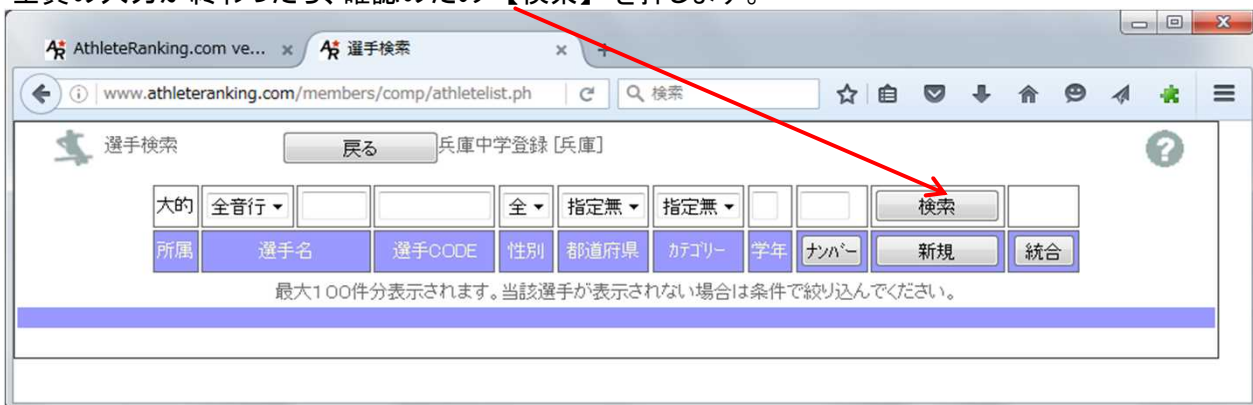 全員の入力が終わったら、確認のため【検索】を押します。
AthleteRanking.com ve... × 選手検索 × +
www.athleteranking.com/members/comp/athletelist.ph 検索
選手検索 戻る 兵庫中学登録 [兵庫]
大的 全音行 全 指定無 指定無 検索
所属 選手名 選手CODE 性別 都道府県 カテゴリー 学年 ナンバー 新規 統合
最大100件分表示されます。当該選手が表示されない場合は条件で絞り込んでください。